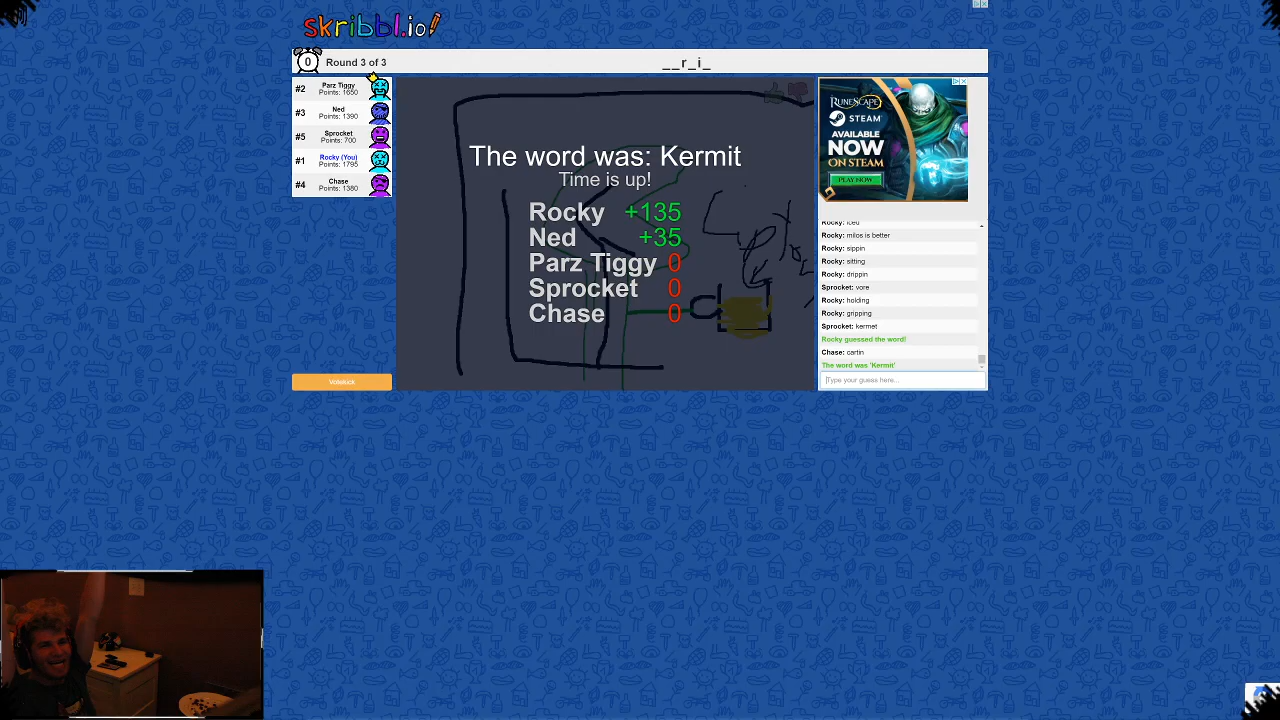 skribbl.io!
0
Round 3 of 3
__r_i_
#2
Parz Tiggy
Points: 1650
#3
Ned
Points: 1390
#5
Sprocket
Points: 700
#1
Rocky (You)
Points: 1795
#4
Chase
Points: 1380
Votekick
The word was: Kermit
Time is up!
Rocky +135
Ned +35
Parz Tiggy 0
Sprocket 0
Chase 0
RUNESCAPE
STEAM
AVAILABLE
NOW
ON STEAM
PLAY NOW
Rocky: iced
Rocky: milos is better
Rocky: sippin
Rocky: sitting
Rocky: drippin
Sprocket: vore
Rocky: holding
Rocky: gripping
Sprocket: kermet
Rocky guessed the word!
Chase: cartin
The word was 'Kermit'
Type your guess here...